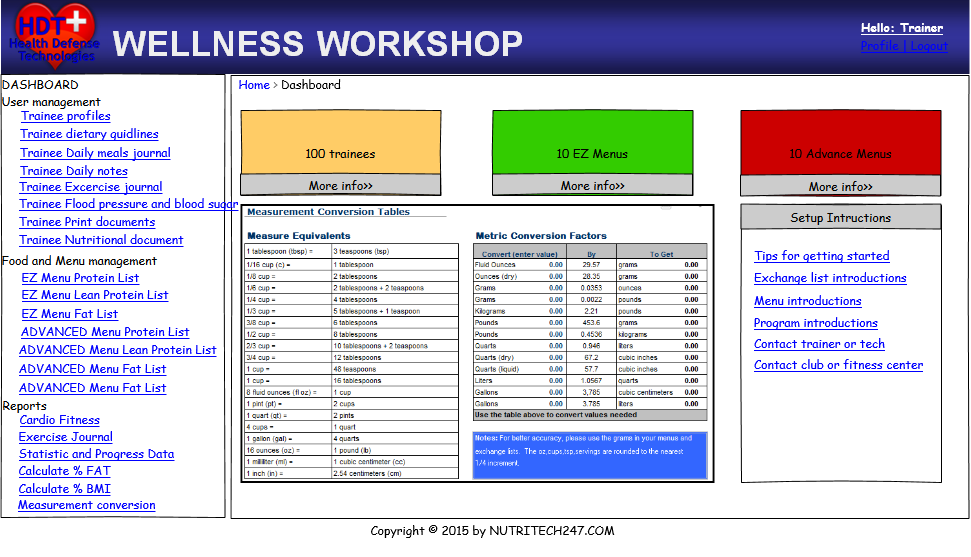 HDT
Health Defense
Technologies
WELLNESS WORKSHOP
Hello: Trainer
Profile | Logout
DASHBOARD
User management
Trainee profiles
Trainee dietary quidlines
Trainee Daily meals journal
Trainee Daily notes
Trainee Excercise journal
Trainee Flood pressure and blood sugar
Trainee Print documents
Trainee Nutritional document
Food and Menu management
EZ Menu Protein List
EZ Menu Lean Protein List
EZ Menu Fat List
ADVANCED Menu Protein List
ADVANCED Menu Lean Protein List
ADVANCED Menu Fat List
ADVANCED Menu Fat List
Reports
Cardio Fitness
Exercise Journal
Statistic and Progress Data
Calculate % FAT
Calculate % BMI
Measurement conversion
Home > Dashboard
100 trainees
More info>>
10 EZ Menus
More info>>
10 Advance Menus
More info>>
Measurement Conversion Tables
Measure Equivalents
1 tablespoon (tbsp) = 3 teaspoons (tsp)
1/16 cup (c) = 1 tablespoon
1/8 cup = 2 tablespoons
1/6 cup = 2 tablespoons + 2 teaspoons
1/4 cup = 4 tablespoons
1/3 cup = 5 tablespoons + 1 teaspoon
3/8 cup = 6 tablespoons
1/2 cup = 8 tablespoons
2/3 cup = 10 tablespoons + 2 teaspoons
3/4 cup = 12 tablespoons
1 cup = 48 teaspoons
1 cup = 16 tablespoons
8 fluid ounces (fl oz) = 1 cup
1 pint (pt) = 2 cups
1 quart (qt) = 2 pints
4 cups = 1 quart
1 gallon (gal) = 4 quarts
16 ounces (oz) = 1 pound (lb)
1 milliliter (ml) = 1 cubic centimeter (cc)
1 inch (in) = 2.54 centimeters (cm)
Metric Conversion Factors
Convert (enter value) By To Get
Fluid Ounces 0.00 29.57 grams 0.00
Ounces (dry) 0.00 28.35 grams 0.00
Grams 0.00 0.0353 ounces 0.00
Grams 0.00 0.0022 pounds 0.00
Kilograms 0.00 2.21 pounds 0.00
Pounds 0.00 453.6 grams 0.00
Pounds 0.00 0.4536 kilograms 0.00
Quarts 0.00 0.946 liters 0.00
Quarts (dry) 0.00 67.2 cubic inches 0.00
Quarts (liquid) 0.00 57.7 cubic inches 0.00
Liters 0.00 1.0567 quarts 0.00
Gallons 0.00 3,785 cubic centimeters 0.00
Gallons 0.00 3.785 liters 0.00
Use the table above to convert values needed
Notes: For better accuracy, please use the grams in your menus and
exchange lists. The oz,cups,tsp,servings are rounded to the nearest
1/4 increment.
Setup Intructions
Tips for getting started
Exchange list introductions
Menu introductions
Program introductions
Contact trainer or tech
Contact club or fitness center
Copyright © 2015 by NUTRITECH247.COM